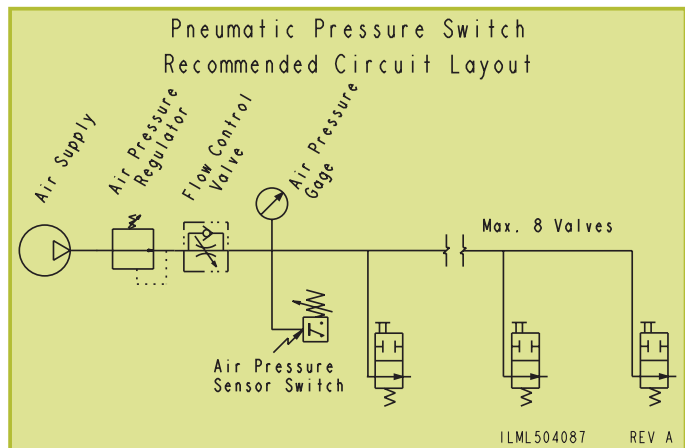 Pneumatic Pressure Switch
Recommended Circuit Layout
Air Supply
Air Pressure
Regulator
Flow Control
Valve
Air Pressure
Gage
Max. 8 Valves
Air Pressure
Sensor Switch
ILML504087 REV A